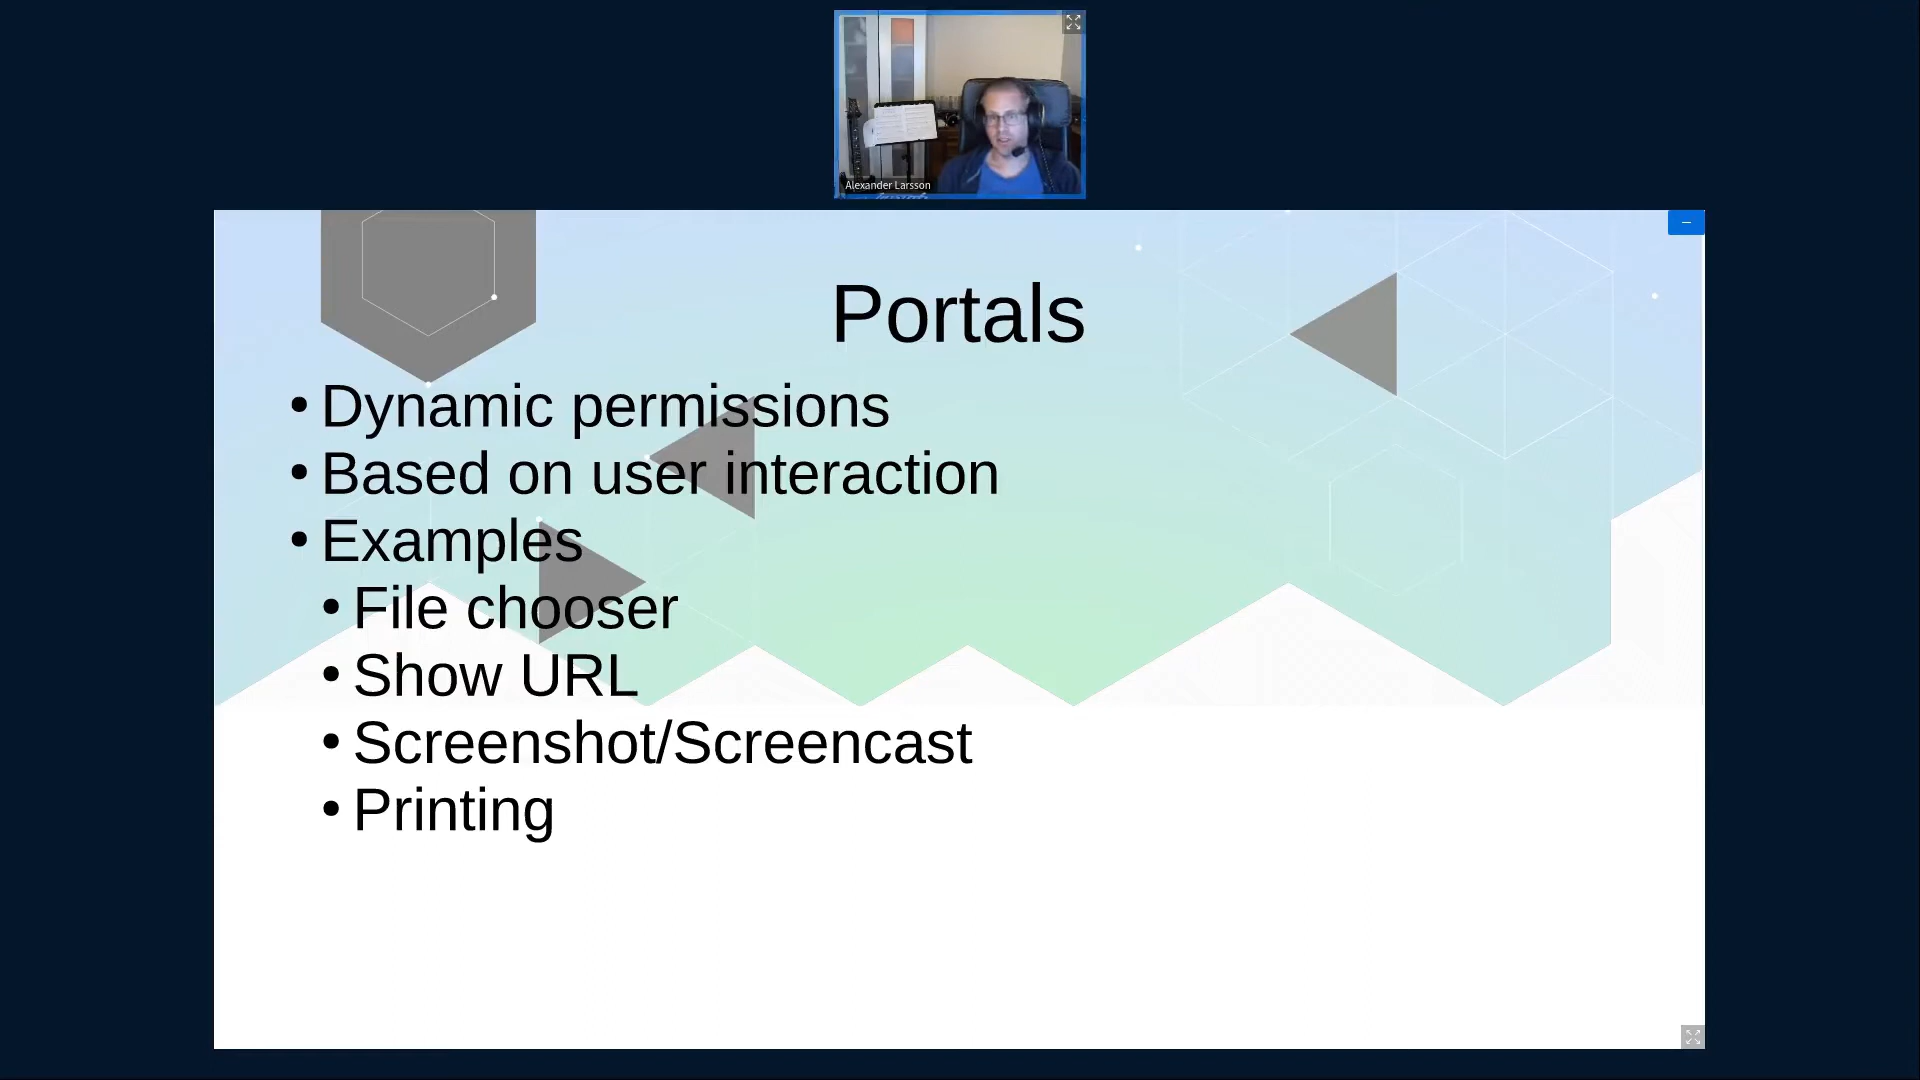 Alexander Larsson
Portals
• Dynamic permissions
• Based on user interaction
• Examples
• File chooser
• Show URL
• Screenshot/Screencast
• Printing